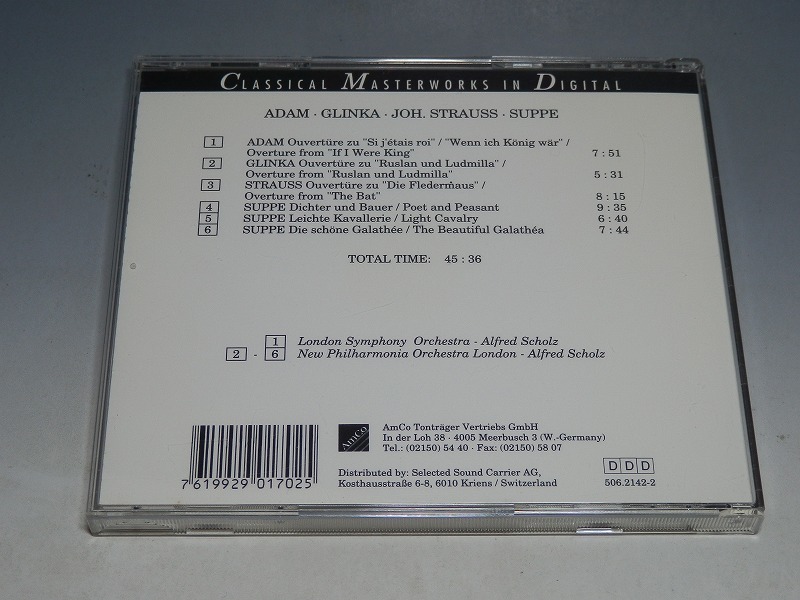 CLASSICAL MASTERWORKS IN DIGITAL
ADAM · GLINKA · JOH. STRAUSS · SUPPE
1 ADAM Ouvertüre zu "Si j'étais roi" / "Wenn ich König wär" /
Overture from "If I Were King" 7 : 51
2 GLINKA Ouvertüre zu "Ruslan und Ludmilla" /
Overture from "Ruslan und Ludmilla" 5 : 31
3 STRAUSS Ouvertüre zu "Die Fledermaus" /
Overture from "The Bat" 8 : 15
4 SUPPE Dichter und Bauer / Poet and Peasant 9 : 35
5 SUPPE Leichte Kavallerie / Light Cavalry 6 : 40
6 SUPPE Die schöne Galathée / The Beautiful Galathéa 7 : 44
TOTAL TIME: 45 : 36
1 London Symphony Orchestra - Alfred Scholz
2 - 6 New Philharmonia Orchestra London - Alfred Scholz
AmCo
AmCo Tonträger Vertriebs GmbH
In der Loh 38 · 4005 Meerbusch 3 (W.-Germany)
Tel.: (02150) 54 40 · Fax: (02150) 58 07
7619929 017025
Distributed by: Selected Sound Carrier AG,
Kosthausstraße 6-8, 6010 Kriens / Switzerland
DDD
506.2142-2